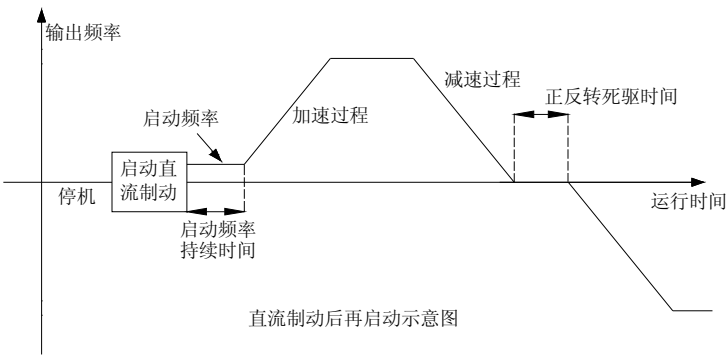 输出频率
减速过程
正反转死驱时间
启动频率
加速过程
启动直
流制动
停机
运行时间
启动频率
持续时间
直流制动后再启动示意图